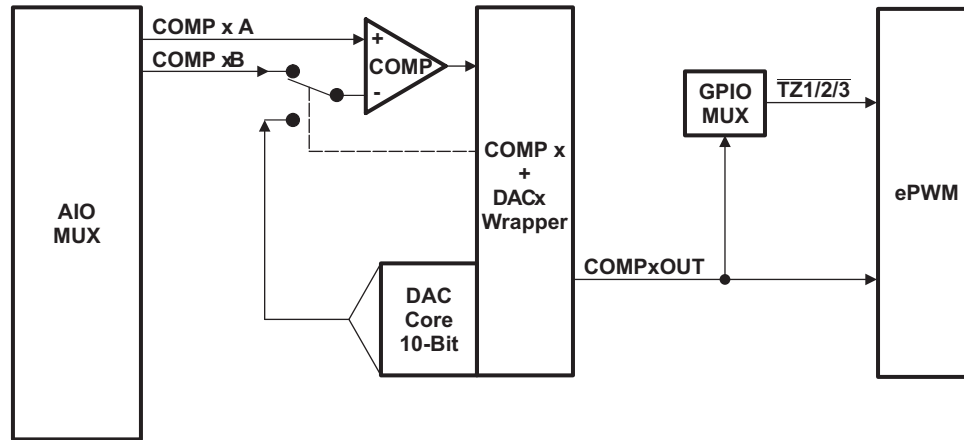 COMP x A
COMP xB
+
COMP
-
AIO
MUX
COMP x
+
DACx
Wrapper
DAC
Core
10-Bit
COMPxOUT
GPIO
MUX
TZ1/2/3
ePWM